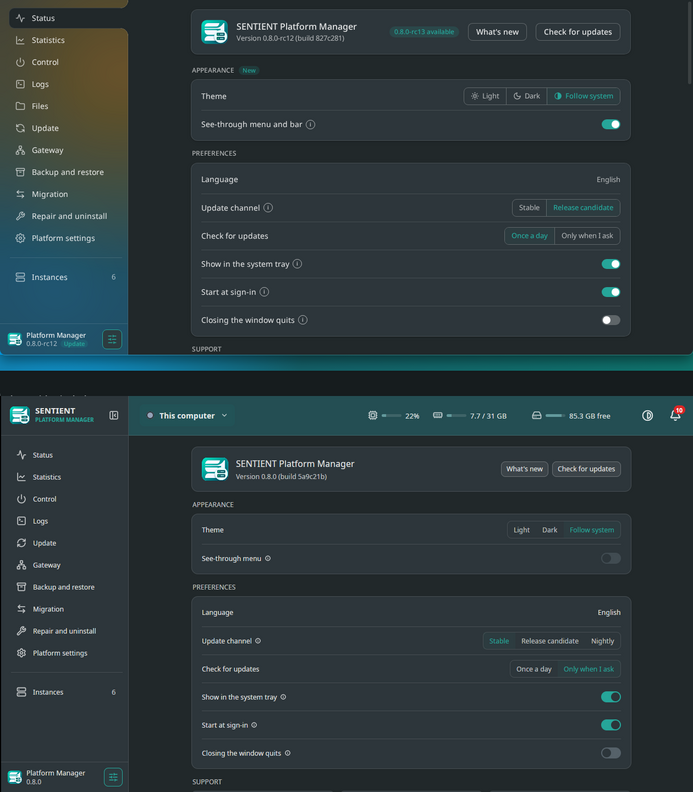 Status
Statistics
Control
Logs
Files
Update
Gateway
Backup and restore
Migration
Repair and uninstall
Platform settings
Instances 6
Platform Manager
0.8.0-rc12 Update
SENTIENT Platform Manager
Version 0.8.0-rc12 (build 827c281)
0.8.0-rc13 available
What's new
Check for updates
APPEARANCE New
Theme Light Dark Follow system
See-through menu and bar
PREFERENCES
Language English
Update channel Stable Release candidate
Check for updates Once a day Only when I ask
Show in the system tray
Start at sign-in
Closing the window quits
SUPPORT
SENTIENT
PLATFORM MANAGER
This computer 22% 7.7 / 31 GB 85.3 GB free 10
Status
Statistics
Control
Logs
Update
Gateway
Backup and restore
Migration
Repair and uninstall
Platform settings
Instances 6
Platform Manager
0.8.0
SENTIENT Platform Manager
Version 0.8.0 (build 5a9c21b)
What's new
Check for updates
APPEARANCE
Theme Light Dark Follow system
See-through menu
PREFERENCES
Language English
Update channel Stable Release candidate Nightly
Check for updates Once a day Only when I ask
Show in the system tray
Start at sign-in
Closing the window quits
SUPPORT